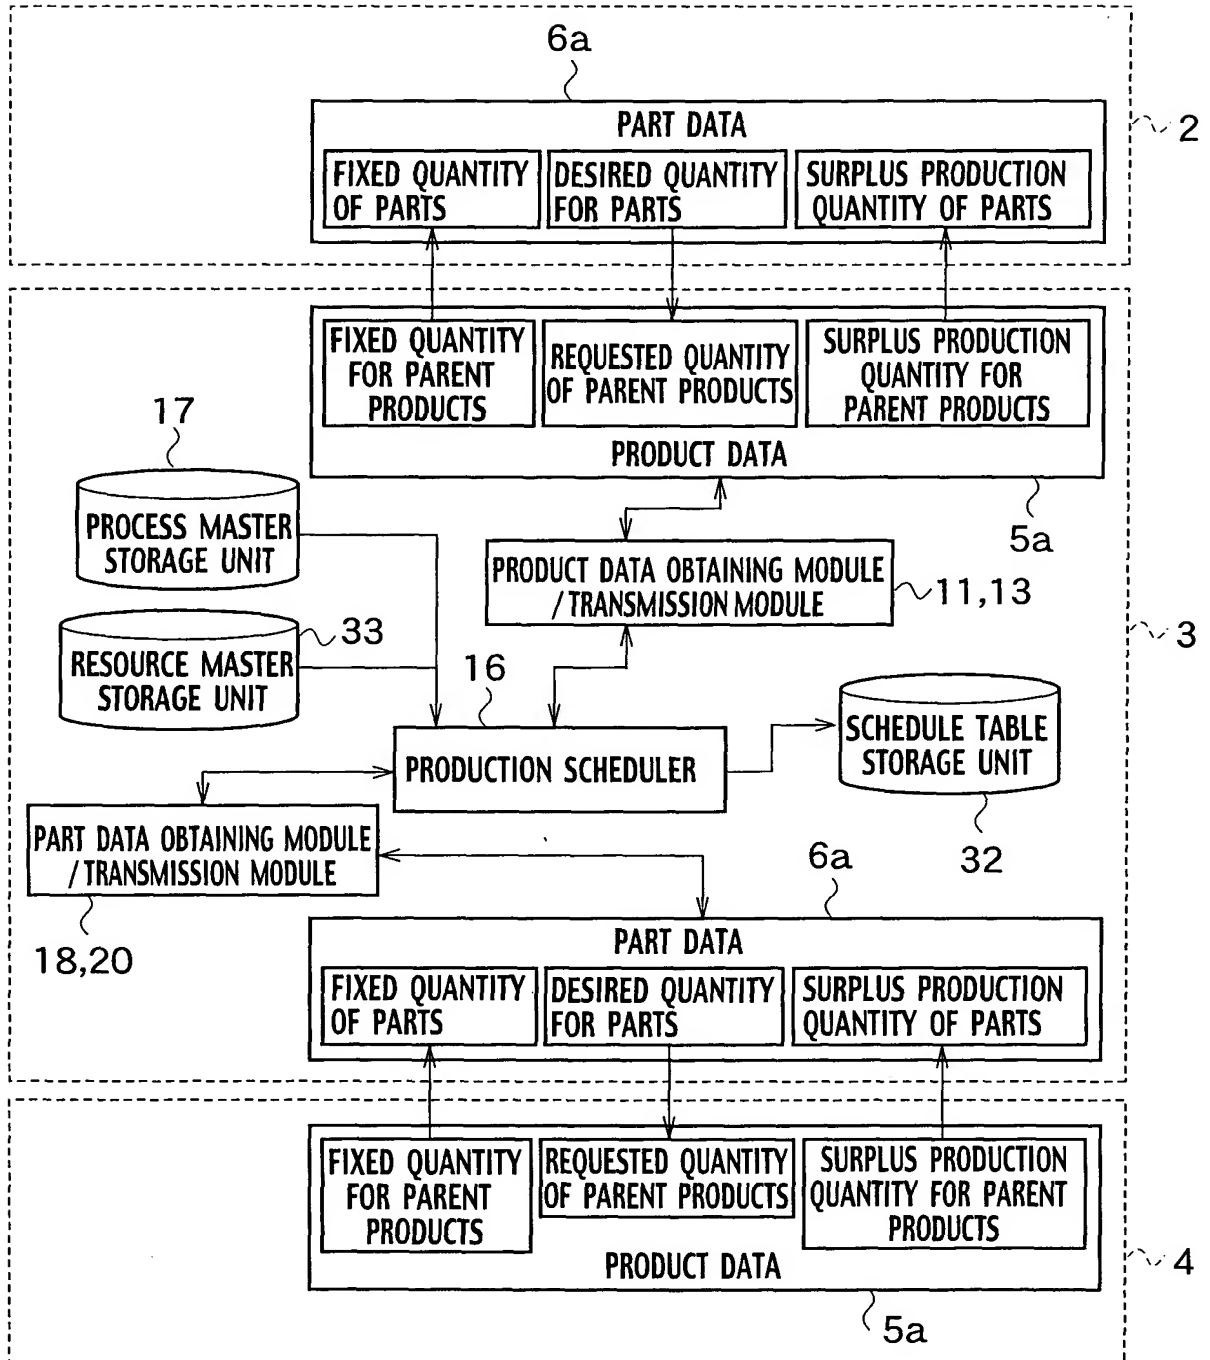 6a
PART DATA
2
FIXED QUANTITY
OF PARTS
DESIRED QUANTITY
FOR PARTS
SURPLUS PRODUCTION
QUANTITY OF PARTS
FIXED QUANTITY
FOR PARENT
PRODUCTS
REQUESTED QUANTITY
OF PARENT PRODUCTS
SURPLUS PRODUCTION
QUANTITY FOR
PARENT PRODUCTS
PRODUCT DATA
5a
17
PROCESS MASTER
STORAGE UNIT
PRODUCT DATA OBTAINING MODULE
/TRANSMISSION MODULE
11,13
33
RESOURCE MASTER
STORAGE UNIT
3
16
PRODUCTION SCHEDULER
SCHEDULE TABLE
STORAGE UNIT
32
PART DATA OBTAINING MODULE
/TRANSMISSION MODULE
18,20
6a
PART DATA
FIXED QUANTITY
OF PARTS
DESIRED QUANTITY
FOR PARTS
SURPLUS PRODUCTION
QUANTITY OF PARTS
FIXED QUANTITY
FOR PARENT
PRODUCTS
REQUESTED QUANTITY
OF PARENT PRODUCTS
SURPLUS PRODUCTION
QUANTITY FOR PARENT
PRODUCTS
PRODUCT DATA
4
5a